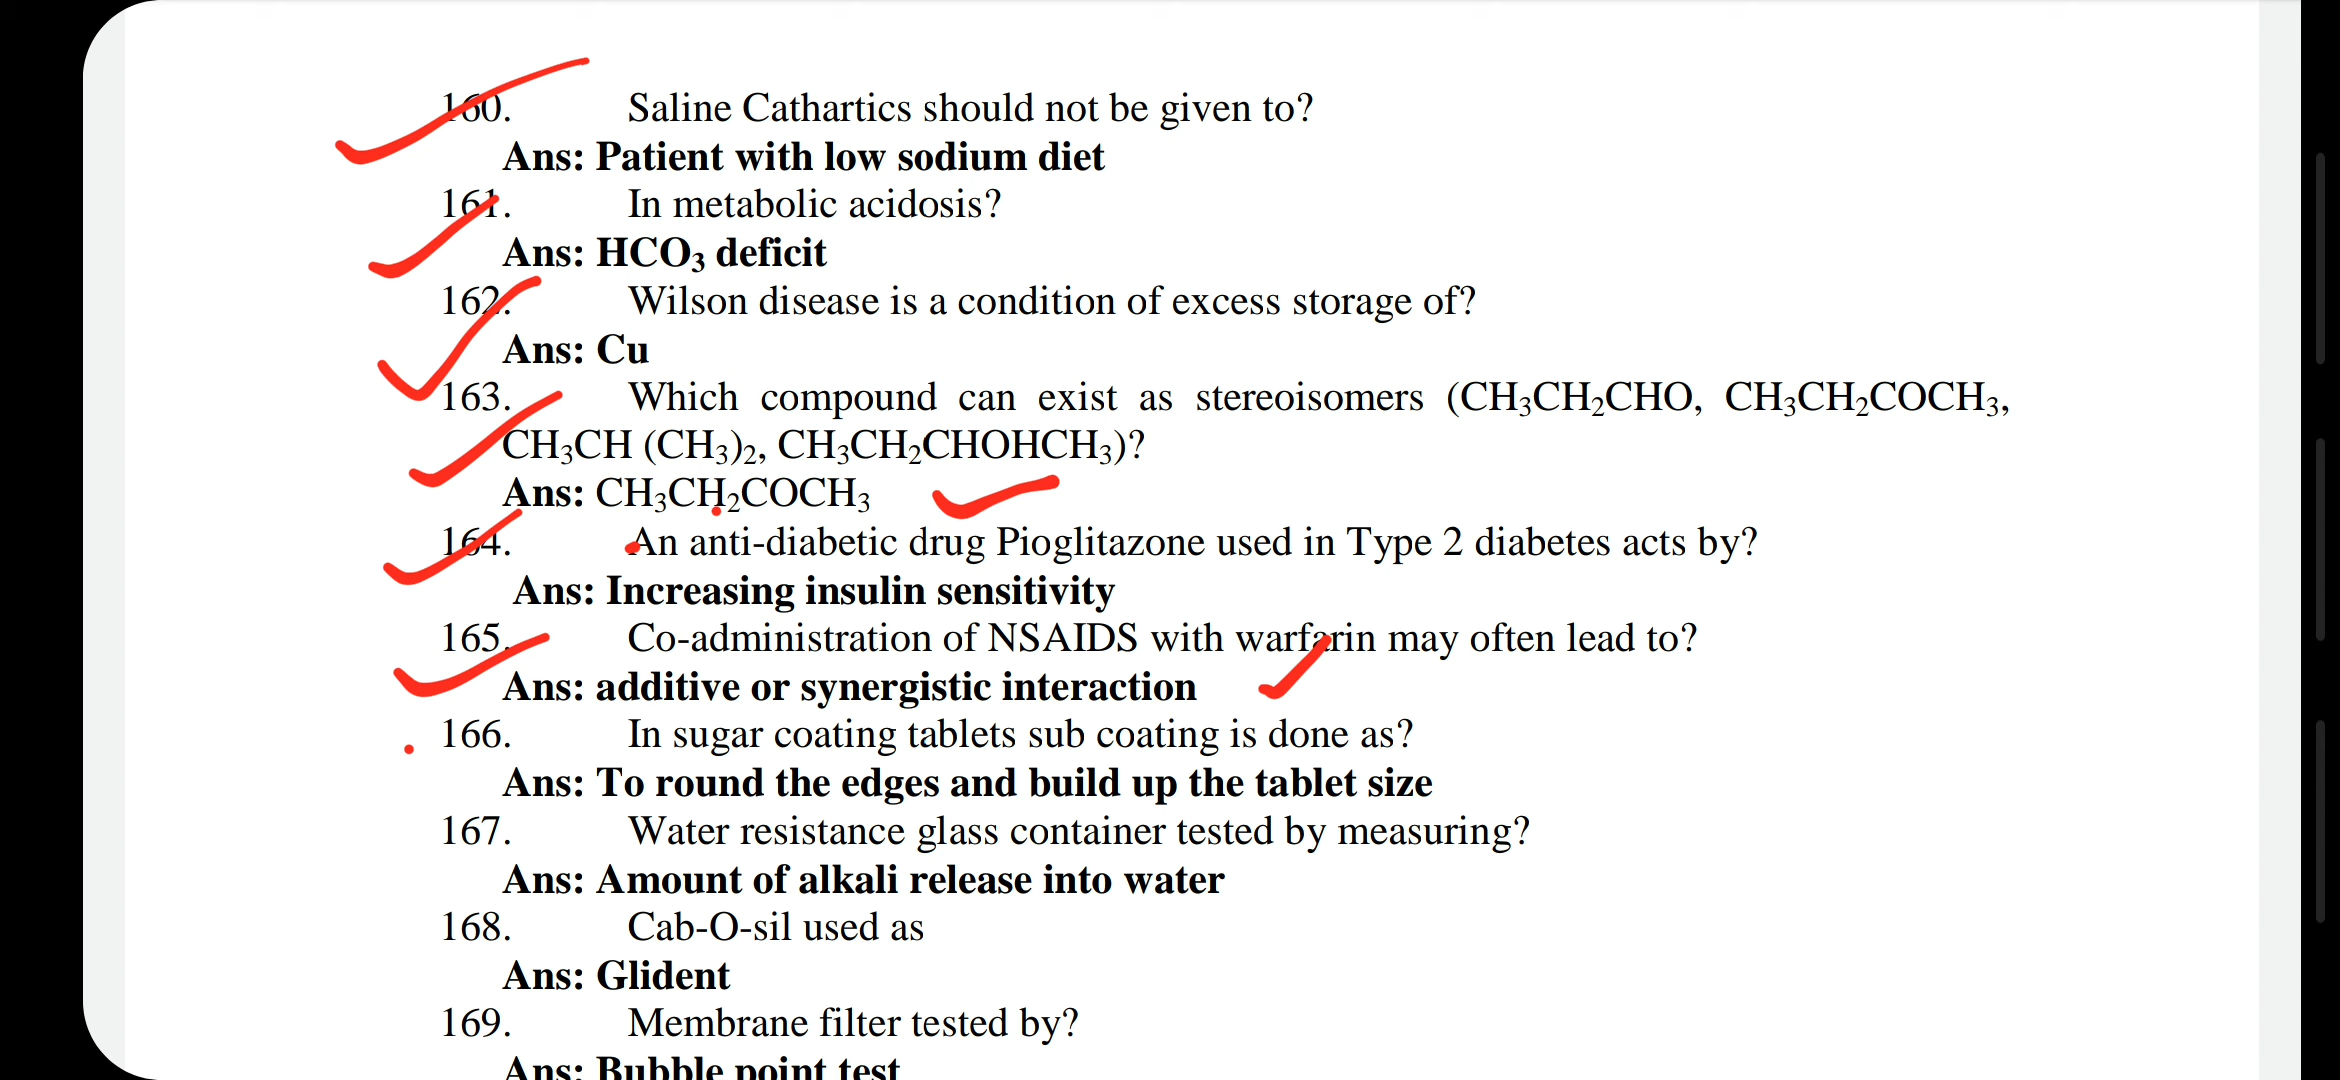 160. Saline Cathartics should not be given to?
Ans: Patient with low sodium diet
161. In metabolic acidosis?
Ans: HCO₃ deficit
162. Wilson disease is a condition of excess storage of?
Ans: Cu
163. Which compound can exist as stereoisomers (CH₃CH₂CHO, CH₃CH₂COCH₃,
CH₃CH (CH₃)₂, CH₃CH₂CHOHCH₃)?
Ans: CH₃CH₂COCH₃
164. An anti-diabetic drug Pioglitazone used in Type 2 diabetes acts by?
Ans: Increasing insulin sensitivity
165. Co-administration of NSAIDS with warfarin may often lead to?
Ans: additive or synergistic interaction
166. In sugar coating tablets sub coating is done as?
Ans: To round the edges and build up the tablet size
167. Water resistance glass container tested by measuring?
Ans: Amount of alkali release into water
168. Cab-O-sil used as
Ans: Glident
169. Membrane filter tested by?
Ans: Bubble point test